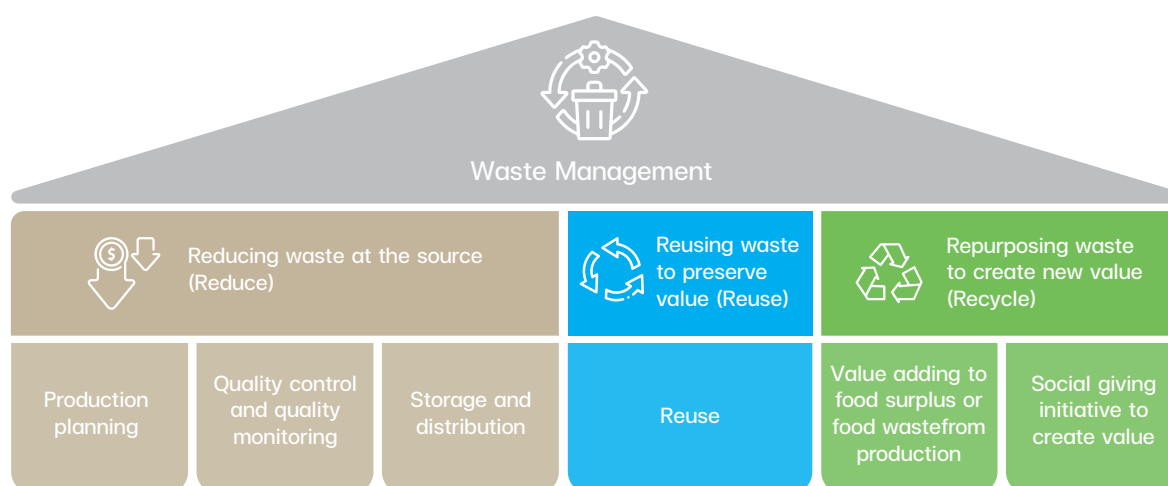 Waste Management
Reducing waste at the source
(Reduce)
Reusing waste
to preserve
value (Reuse)
Repurposing waste
to create new value
(Recycle)
Production
planning
Quality control
and quality
monitoring
Storage and
distribution
Reuse
Value adding to
food surplus or
food wastefrom
production
Social giving
initiative to
create value